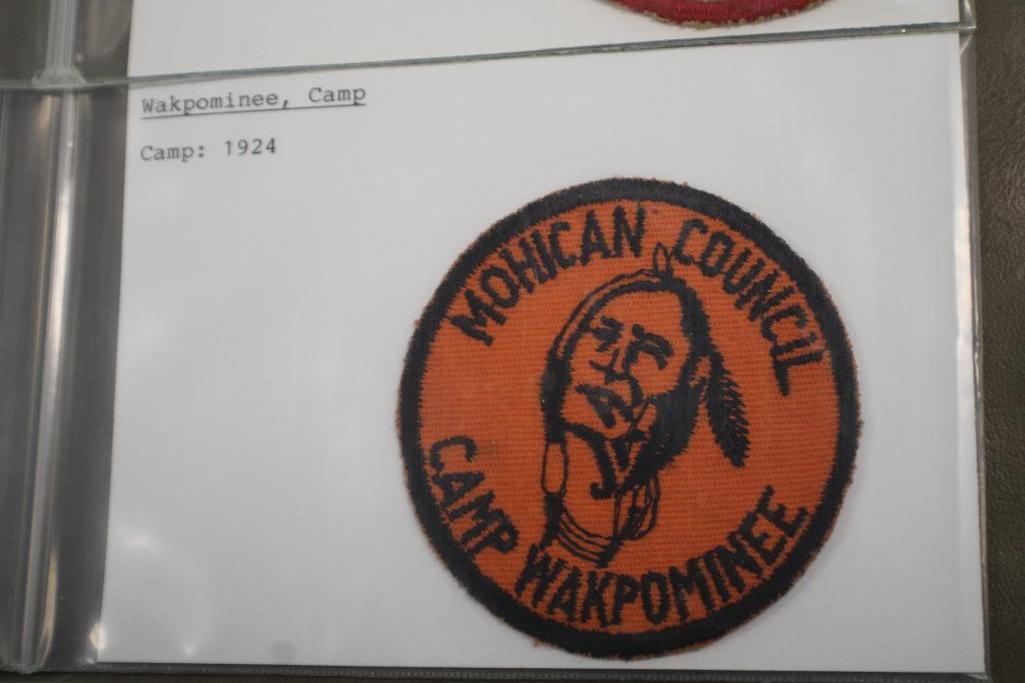 Wakpominee, Camp
Camp: 1924
MOHICAN COUNCIL
CAMP WAKPOMINEE